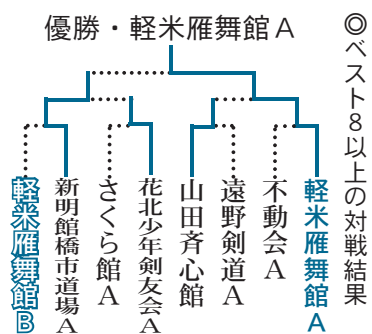 ◎ベスト8以上の対戦結果
優勝・軽米雁舞館A
軽米雁舞館A
不動会A
遠野剣道A
山田斉心館
花北少年剣友会A
さくら館A
新明館橋市道場A
軽米雁舞館B